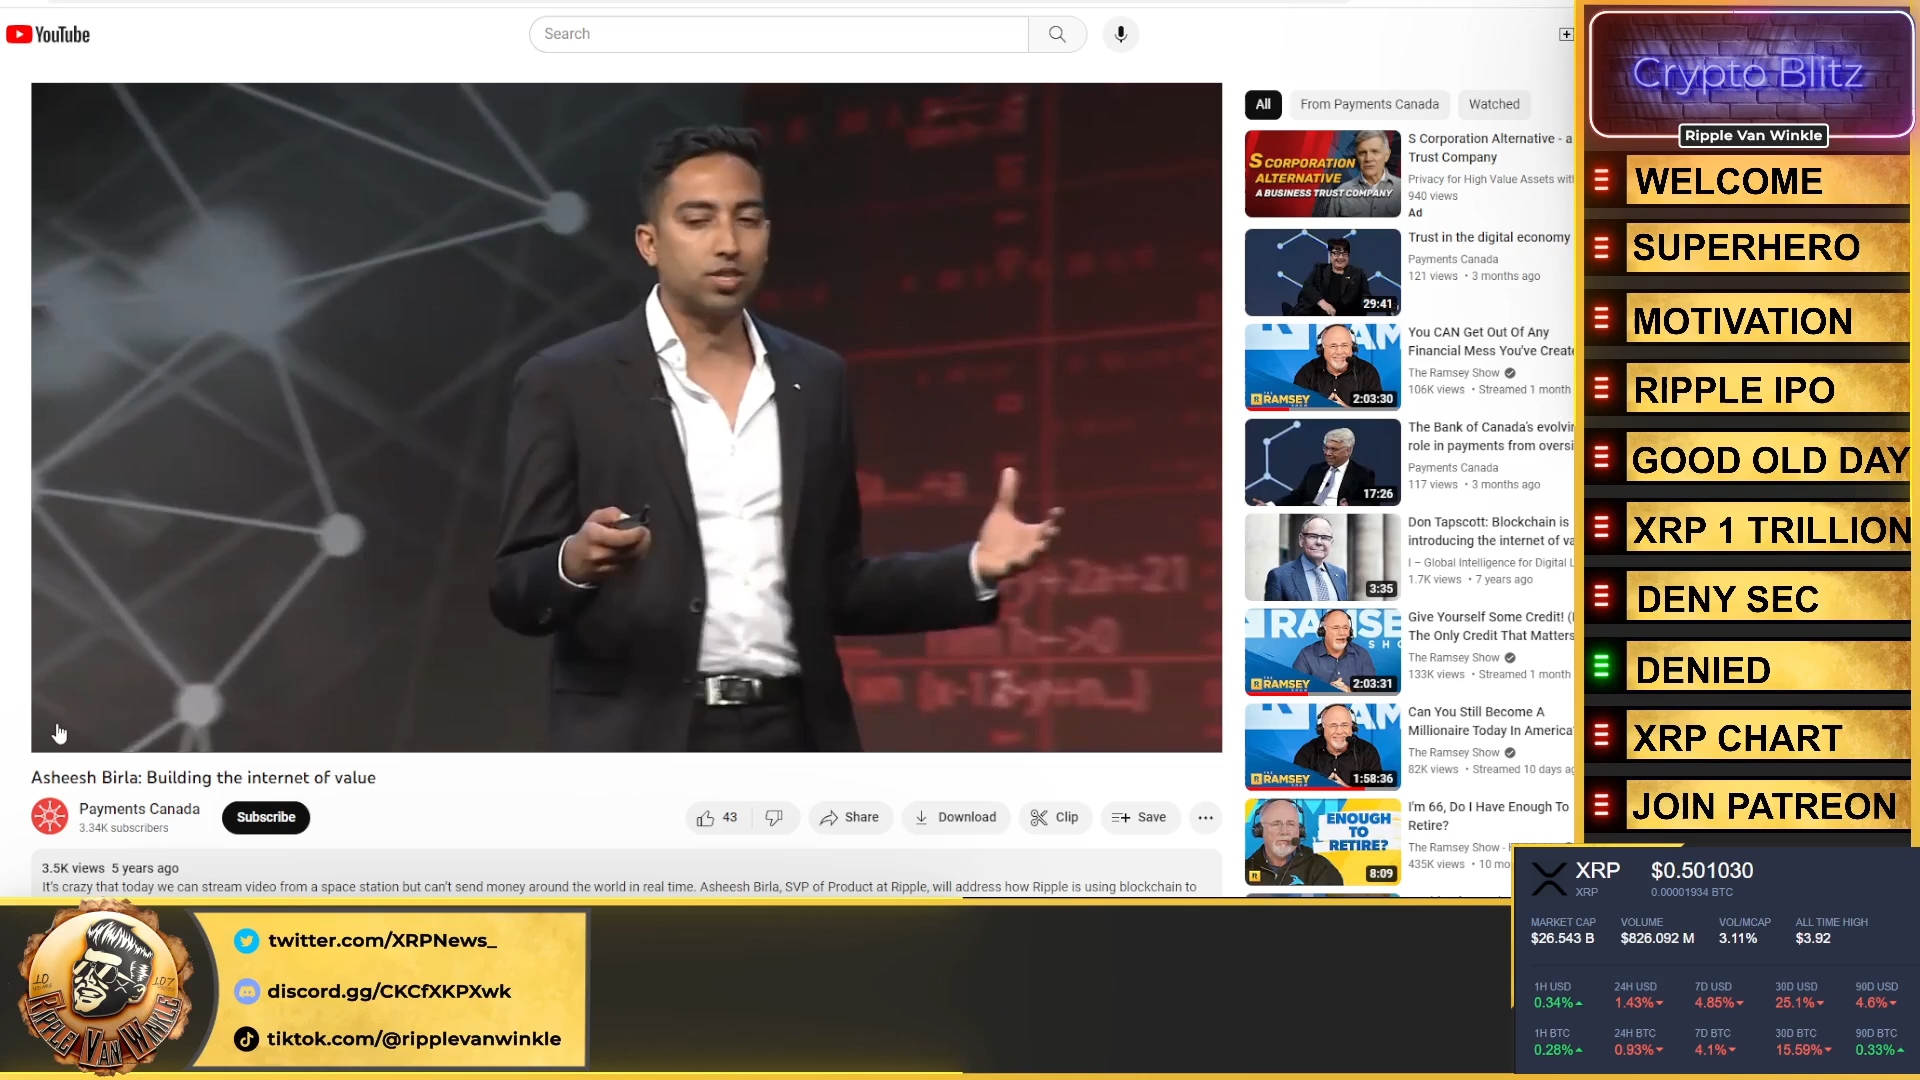 YouTube
Search
All
From Payments Canada
Watched
S CORPORATION
ALTERNATIVE
A BUSINESS TRUST COMPANY
S Corporation Alternative - a
Trust Company
Privacy for High Value Assets wit
940 views
Ad
29:41
Trust in the digital economy
Payments Canada
121 views • 3 months ago
RAMSEY
2:03:30
You CAN Get Out Of Any
Financial Mess You've Create
The Ramsey Show
106K views • Streamed 1 month
17:26
The Bank of Canada's evolvin
role in payments from oversi
Payments Canada
117 views • 3 months ago
3:35
Don Tapscott: Blockchain is
introducing the internet of va
I – Global Intelligence for Digital L
1.7K views • 7 years ago
RAMSE
RAMSEY
2:03:31
Give Yourself Some Credit! (
The Only Credit That Matters
The Ramsey Show
133K views • Streamed 1 month
RAMSEY
1:58:36
Can You Still Become A
Millionaire Today In America
The Ramsey Show
82K views • Streamed 10 days ag
ENOUGH
TO
RETIRE?
8:09
I'm 66, Do I Have Enough To
Retire?
The Ramsey Show -
435K views • 10 mo
Asheesh Birla: Building the internet of value
Payments Canada
3.34K subscribers
Subscribe
43
Share
Download
Clip
Save
3.5K views 5 years ago
It's crazy that today we can stream video from a space station but can't send money around the world in real time. Asheesh Birla, SVP of Product at Ripple, will address how Ripple is using blockchain to
Crypto Blitz
Ripple Van Winkle
WELCOME
SUPERHERO
MOTIVATION
RIPPLE IPO
GOOD OLD DAY
XRP 1 TRILLION
DENY SEC
DENIED
XRP CHART
JOIN PATREON
XRP $0.501030
XRP 0.00001934 BTC
MARKET CAP VOLUME VOL/MCAP ALL TIME HIGH
$26.543 B $826.092 M 3.11% $3.92
1H USD 24H USD 7D USD 30D USD 90D USD
0.34% 1.43% 4.85% 25.1% 4.6%
1H BTC 24H BTC 7D BTC 30D BTC 90D BTC
0.28% 0.93% 4.1% 15.59% 0.33%
RIPPLE VAN WINKLE
twitter.com/XRPNews_
discord.gg/CKCfXKPXwk
tiktok.com/@ripplevanwinkle